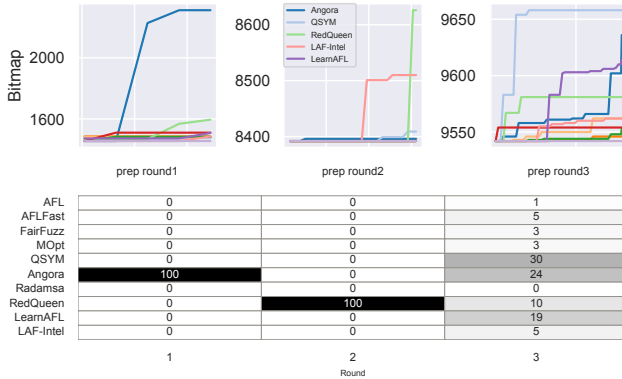 Bitmap
2000
1600
prep round1
8600
8500
8400
Angora
QSYM
RedQueen
LAF-Intel
LearnAFL
prep round2
9650
9600
9550
prep round3
AFL 0 0 1
AFLFast 0 0 5
FairFuzz 0 0 3
MOpt 0 0 3
QSYM 0 0 30
Angora 100 0 24
Radamsa 0 0 0
RedQueen 0 100 10
LearnAFL 0 0 19
LAF-Intel 0 0 5
1 2 3
Round